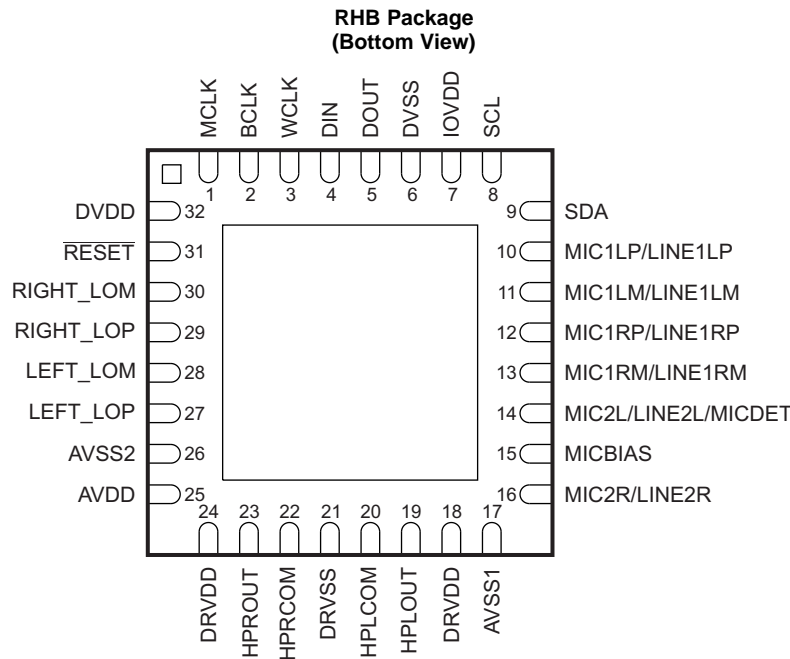 RHB Package
(Bottom View)
MCLK
BCLK
WCLK
DIN
DOUT
DVSS
IOVDD
SCL
1
2
3
4
5
6
7
8
DVDD 32
RESET 31
RIGHT_LOM 30
RIGHT_LOP 29
LEFT_LOM 28
LEFT_LOP 27
AVSS2 26
AVDD 25
9 SDA
10 MIC1LP/LINE1LP
11 MIC1LM/LINE1LM
12 MIC1RP/LINE1RP
13 MIC1RM/LINE1RM
14 MIC2L/LINE2L/MICDET
15 MICBIAS
16 MIC2R/LINE2R
24
23
22
21
20
19
18
17
DRVDD
HPROUT
HPRCOM
DRVSS
HPLCOM
HPLOUT
DRVDD
AVSS1